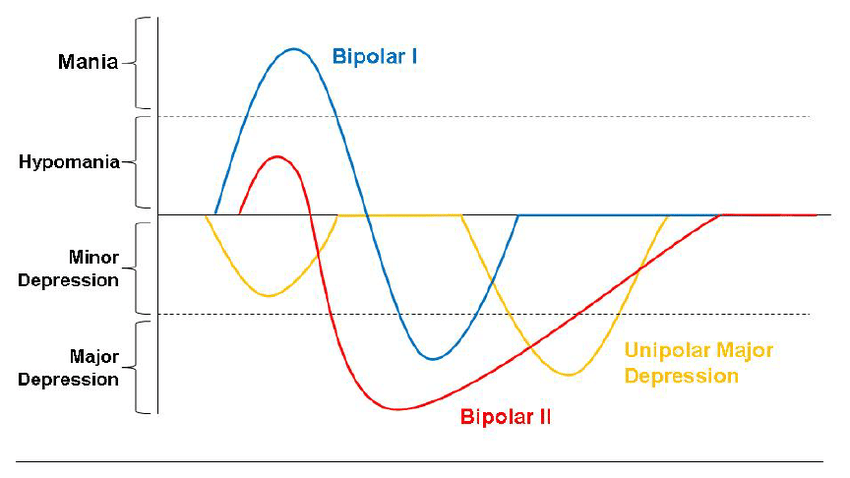 Mania
Bipolar I
Hypomania
Minor
Depression
Major
Depression
Unipolar Major
Depression
Bipolar II